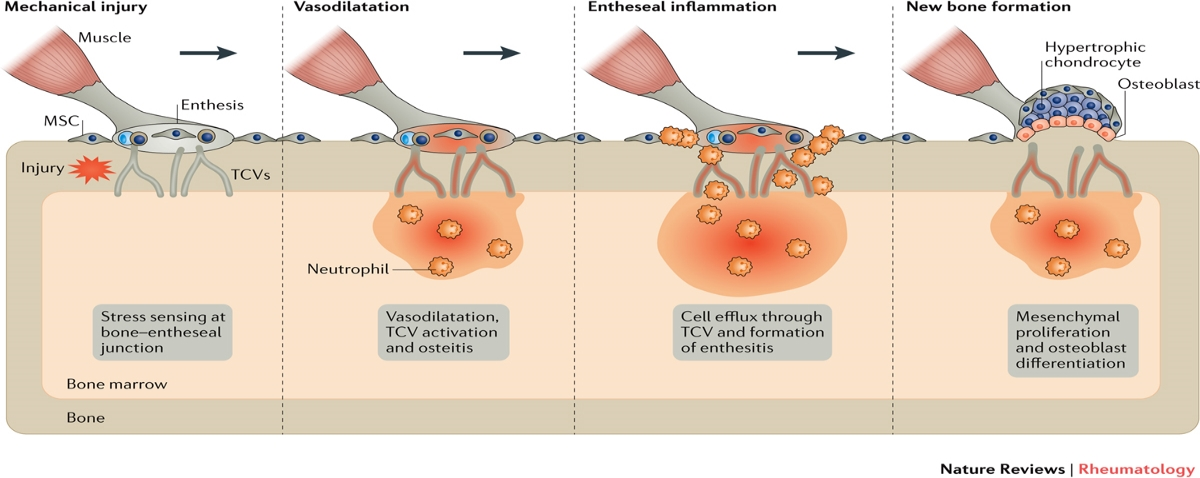 Mechanical injury
Vasodilatation
Entheseal inflammation
New bone formation
Muscle
Enthesis
MSC
Injury
TCVs
Hypertrophic
chondrocyte
Osteoblast
Neutrophil
Stress sensing at
bone–entheseal
junction
Vasodilatation,
TCV activation
and osteitis
Cell efflux through
TCV and formation
of enthesitis
Mesenchymal
proliferation
and osteoblast
differentiation
Bone marrow
Bone
Nature Reviews | Rheumatology